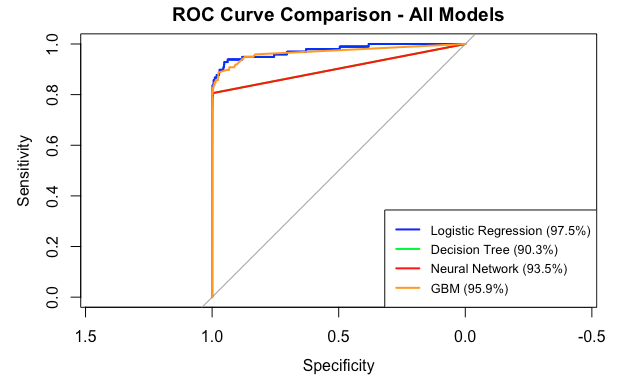 ROC Curve Comparison - All Models
Sensitivity
1.0
0.8
0.6
0.4
0.2
0.0
Logistic Regression (97.5%)
Decision Tree (90.3%)
Neural Network (93.5%)
GBM (95.9%)
1.5 1.0 0.5 0.0 -0.5
Specificity